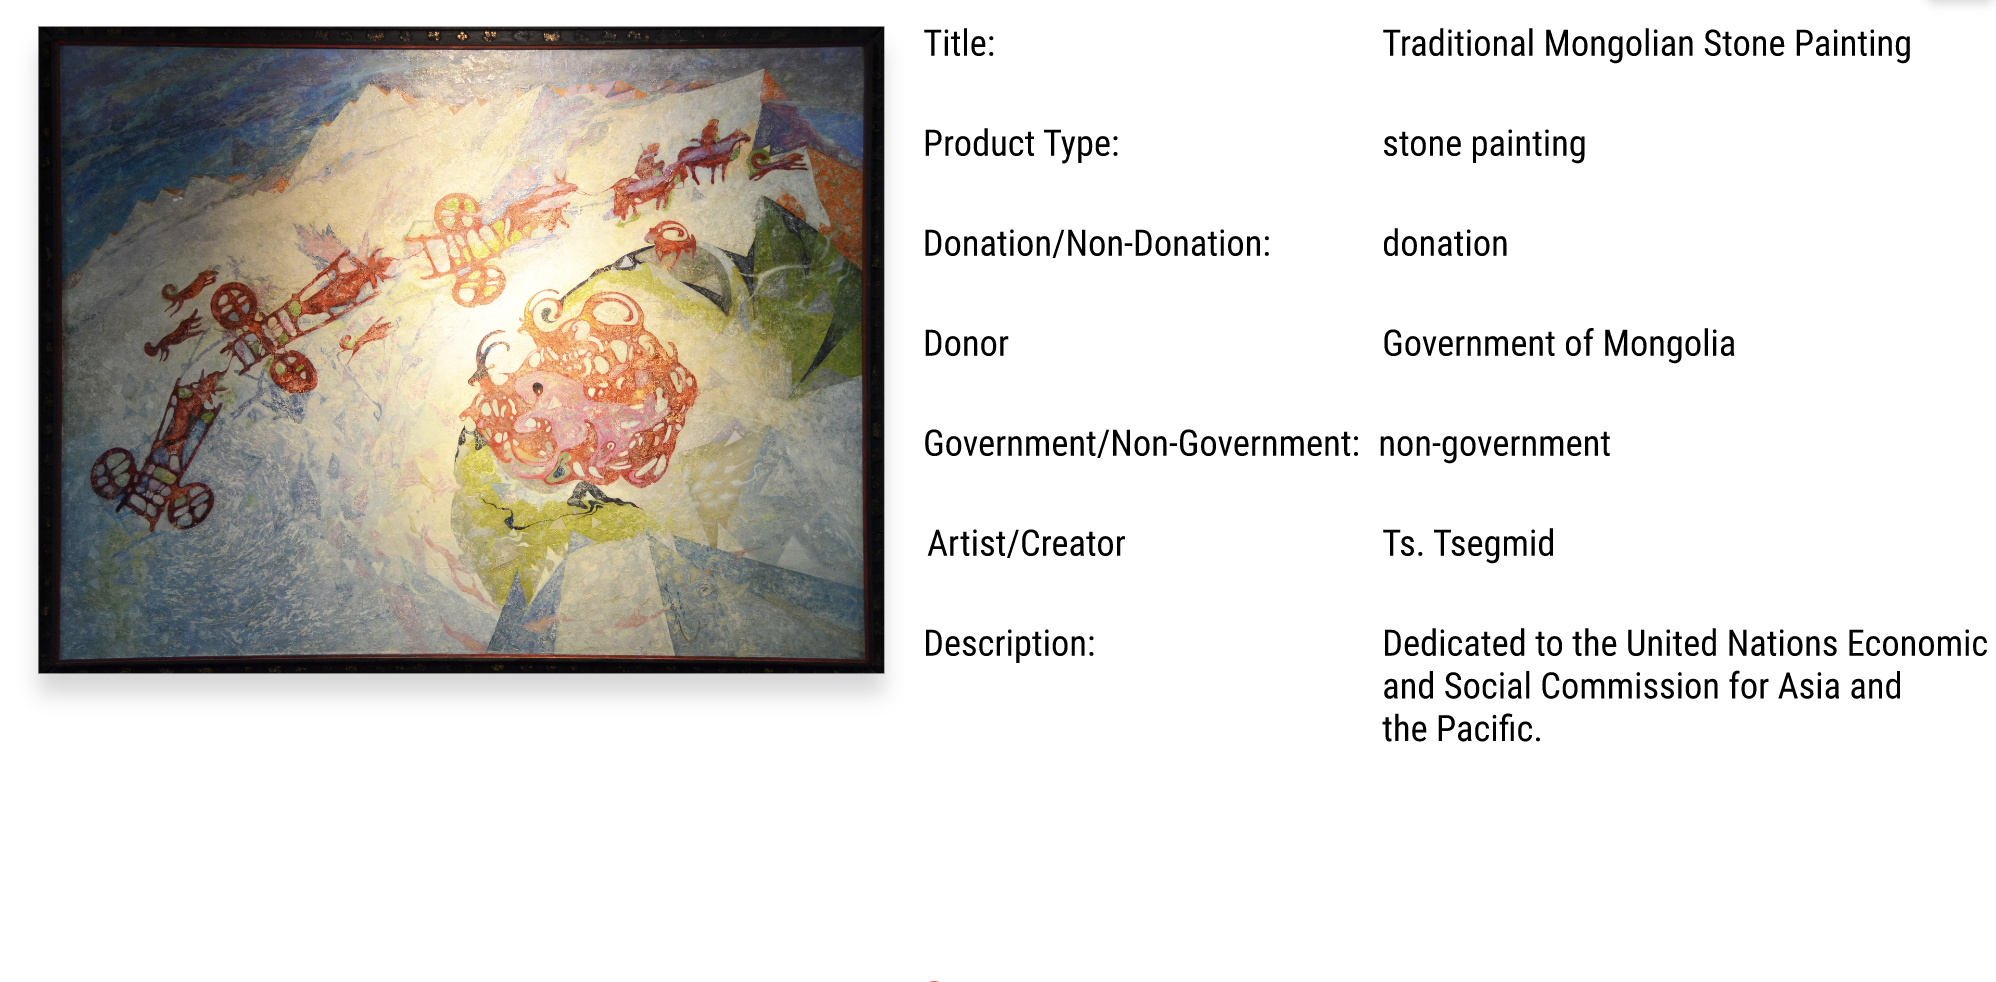 Title: Traditional Mongolian Stone Painting
Product Type: stone painting
Donation/Non-Donation: donation
Donor Government of Mongolia
Government/Non-Government: non-government
Artist/Creator Ts. Tsegmid
Description: Dedicated to the United Nations Economic
and Social Commission for Asia and
the Pacific.